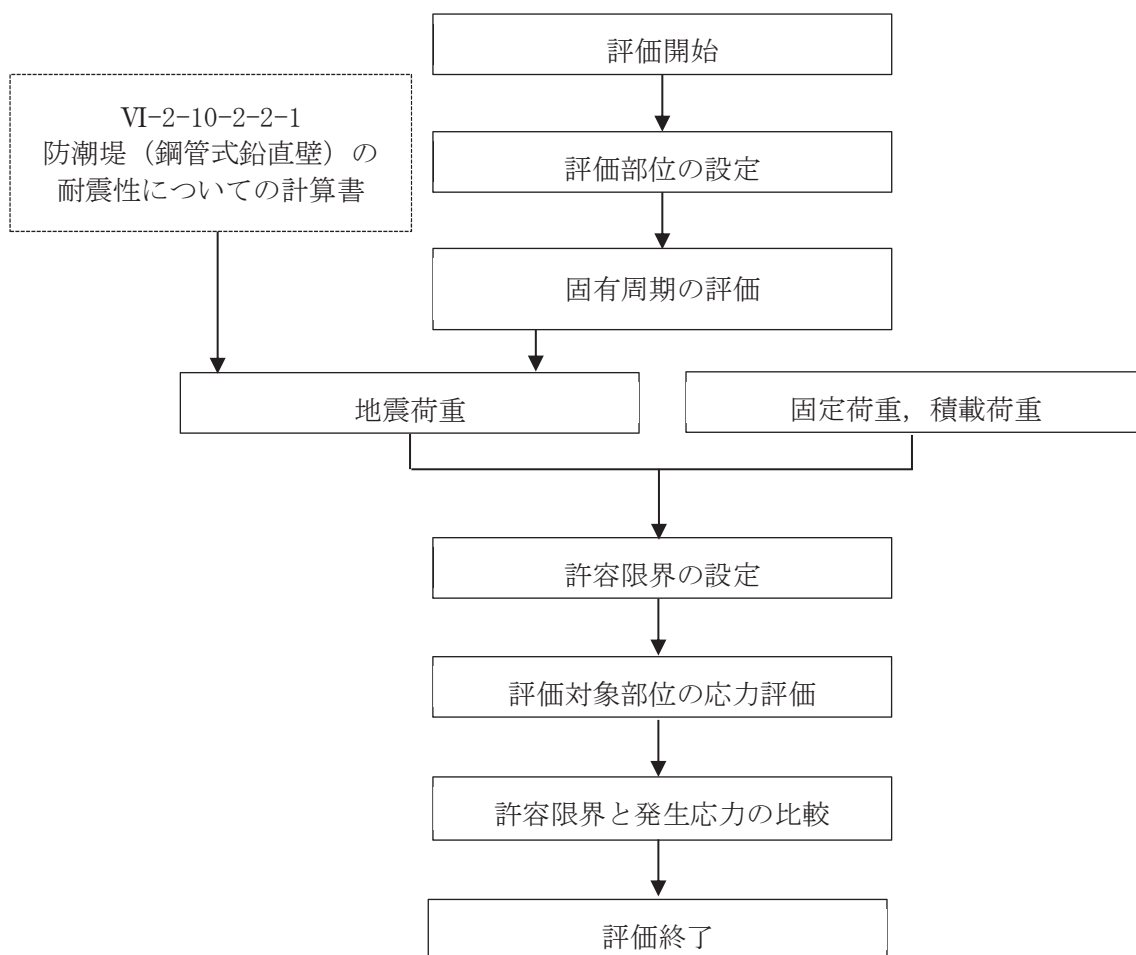 評価開始
Ⅵ-2-10-2-2-1
防潮堤（鋼管式鉛直壁）の
耐震性についての計算書
評価部位の設定
固有周期の評価
地震荷重
固定荷重，積載荷重
許容限界の設定
評価対象部位の応力評価
許容限界と発生応力の比較
評価終了